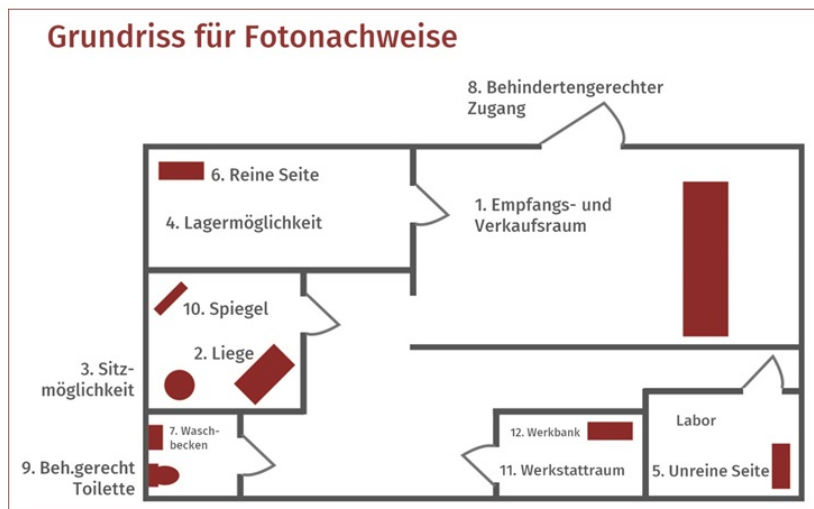 Grundriss für Fotonachweise
8. Behindertengerechter
Zugang
6. Reine Seite
4. Lagermöglichkeit
1. Empfangs- und
Verkaufsraum
10. Spiegel
2. Liege
3. Sitz-
möglichkeit
7. Wasch-
becken
9. Beh.gerecht
Toilette
12. Werkbank
11. Werkstattraum
Labor
5. Unreine Seite